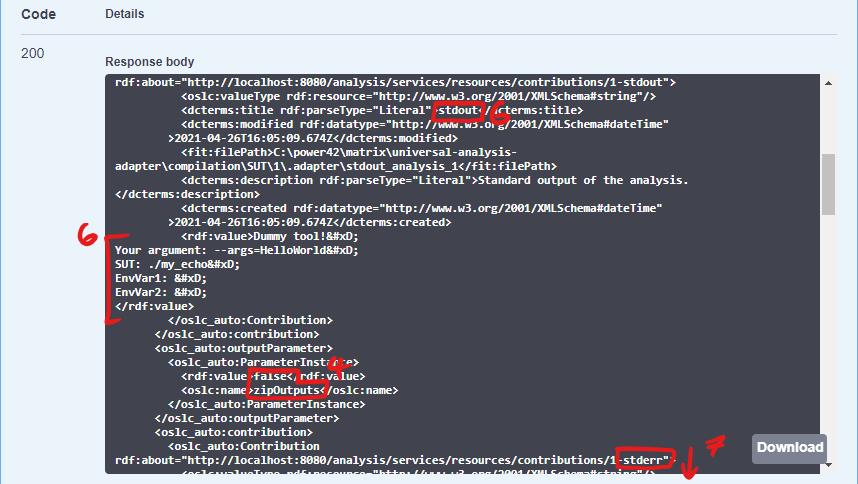 Code Details
200
Response body
rdf:about="http://localhost:8080/analysis/services/resources/contributions/1-stdout">
<oslc:valueType rdf:resource="http://www.w3.org/2001/XMLSchema#string"/>
<dcterms:title rdf:parseType="Literal">stdout</dcterms:title>
6
<dcterms:modified rdf:datatype="http://www.w3.org/2001/XMLSchema#dateTime"
>2021-04-26T16:05:09.674Z</dcterms:modified>
<fit:filePath>C:\power42\matrix\universal-analysis-
adapter\compilation\SUT\1\.adapter\stdout_analysis_1</fit:filePath>
<dcterms:description rdf:parseType="Literal">Standard output of the analysis.
</dcterms:description>
<dcterms:created rdf:datatype="http://www.w3.org/2001/XMLSchema#dateTime"
>2021-04-26T16:05:09.674Z</dcterms:created>
6
<rdf:value>Dummy tool!&#xD;
Your argument: --args=HelloWorld&#xD;
SUT: ./my_echo&#xD;
EnvVar1: &#xD;
EnvVar2: &#xD;
</rdf:value>
</oslc_auto:Contribution>
</oslc_auto:contribution>
<oslc_auto:outputParameter>
<oslc_auto:ParameterInstance>
<rdf:value>false</rdf:value>
<oslc:name>zipOutputs</oslc:name>
</oslc_auto:ParameterInstance>
</oslc_auto:outputParameter>
<oslc_auto:contribution>
<oslc_auto:Contribution
rdf:about="http://localhost:8080/analysis/services/resources/contributions/1-stderr">
7
Download
<oslc:valueType rdf:resource="http://www.w3.org/2001/XMLSchema#string"/>